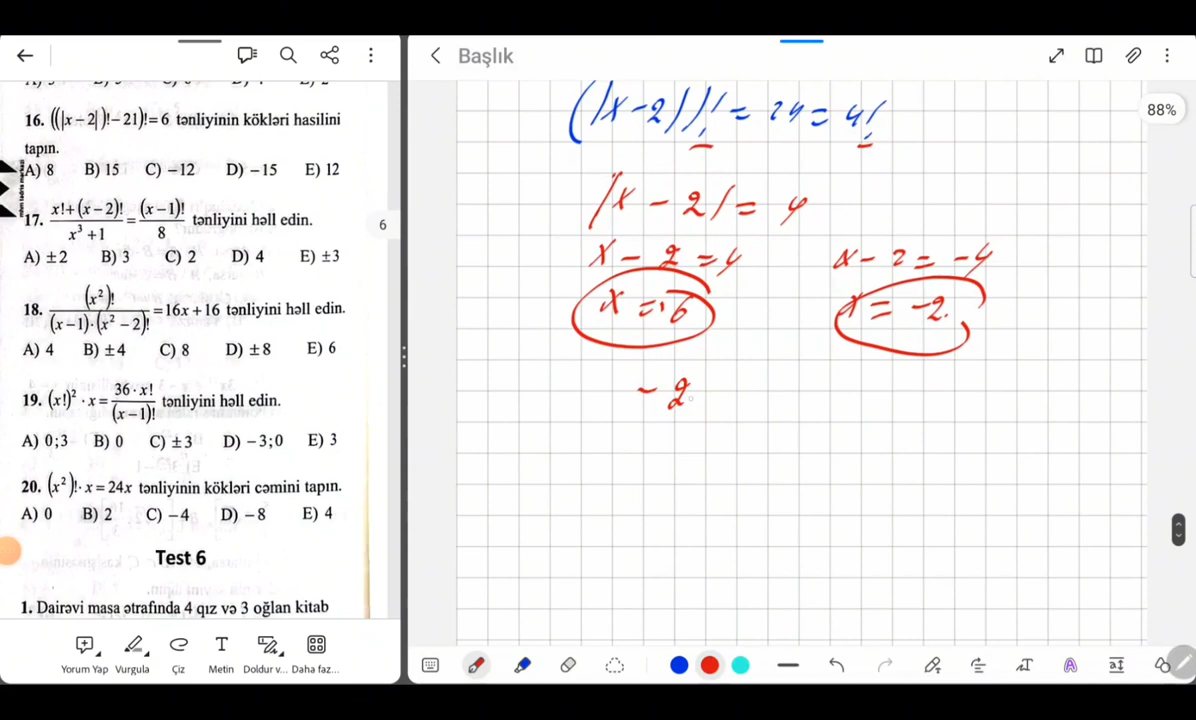 Başlık
88%
16. ((|x−2|)!−21)!=6 tənliyinin kökləri hasilini
tapın.
A) 8 B) 15 C) −12 D) −15 E) 12
17. (x!+(x−2)!)/(x³+1) = (x−1)!/8 tənliyini həll edin.
6
A) ±2 B) 3 C) 2 D) 4 E) ±3
18. (x²)!/((x−1)·(x²−2)!) =16x+16 tənliyini həll edin.
A) 4 B) ±4 C) 8 D) ±8 E) 6
19. (x!)²·x = 36·x!/(x−1)! tənliyini həll edin.
A) 0;3 B) 0 C) ±3 D) −3;0 E) 3
20. (x²)!·x=24x tənliyinin kökləri cəmini tapın.
A) 0 B) 2 C) −4 D) −8 E) 4
Test 6
1. Dairəvi masa ətrafında 4 qız və 3 oğlan kitab
Yorum Yap Vurgula Çiz Metin Doldur v... Daha faz...
(|x-2|)! = 24 = 4!
|x-2| = 4
x-2=4 x-2=-4
x=6 x=-2
-2